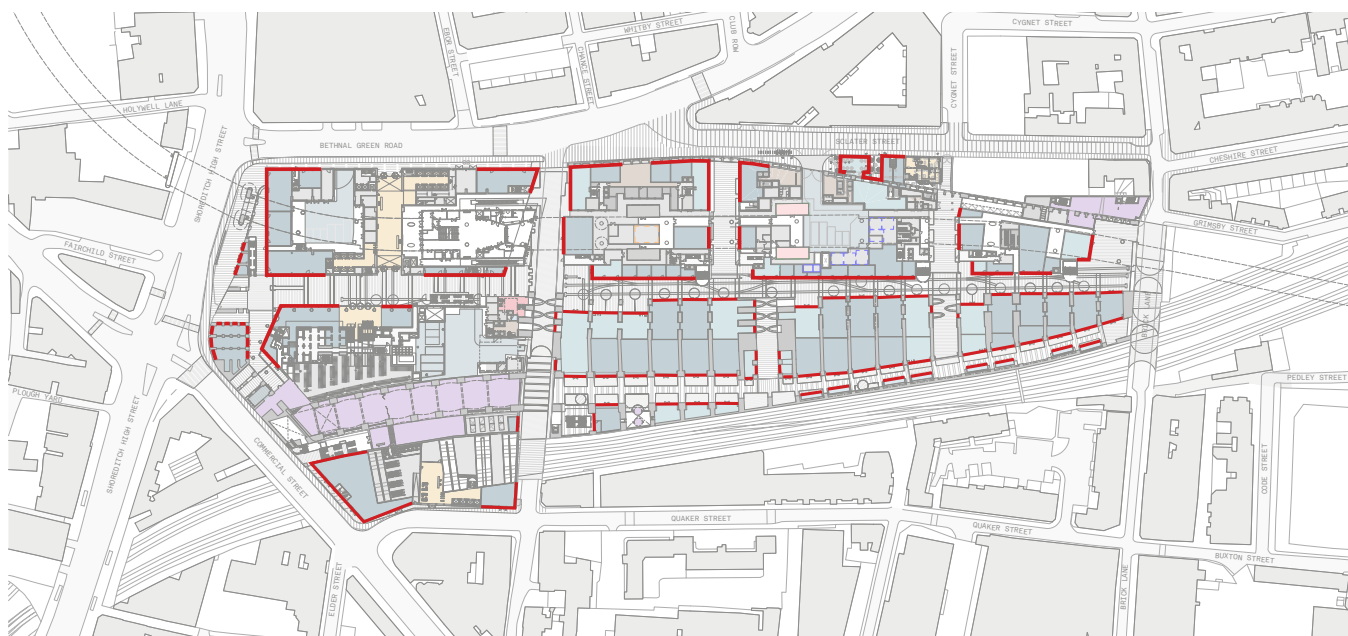 CYGNET STREET
WHITBY STREET
CLUB ROW
EBOR STREET
CHANCE STREET
CYGNET STREET
HOLYWELL LANE
BETHNAL GREEN ROAD
SCLATER STREET
CHESHIRE STREET
SHOREDITCH HIGH STREET
GRIMSBY STREET
FAIRCHILD STREET
BRICK LANE
PLOUGH YARD
PEDLEY STREET
SHOREDITCH HIGH STREET
COMMERCIAL STREET
CODE STREET
QUAKER STREET
QUAKER STREET
BUXTON STREET
ELDER STREET
BRICK LANE